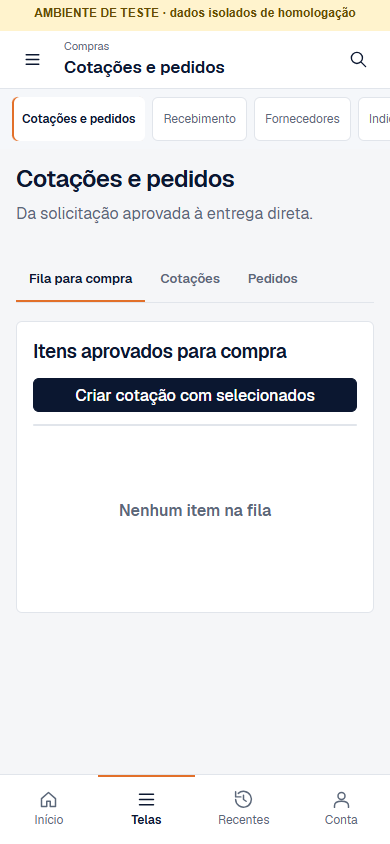 AMBIENTE DE TESTE · dados isolados de homologação
Compras
Cotações e pedidos
Cotações e pedidos
Recebimento
Fornecedores
Cotações e pedidos
Da solicitação aprovada à entrega direta.
Fila para compra
Cotações
Pedidos
Itens aprovados para compra
Criar cotação com selecionados
Nenhum item na fila
Início
Telas
Recentes
Conta